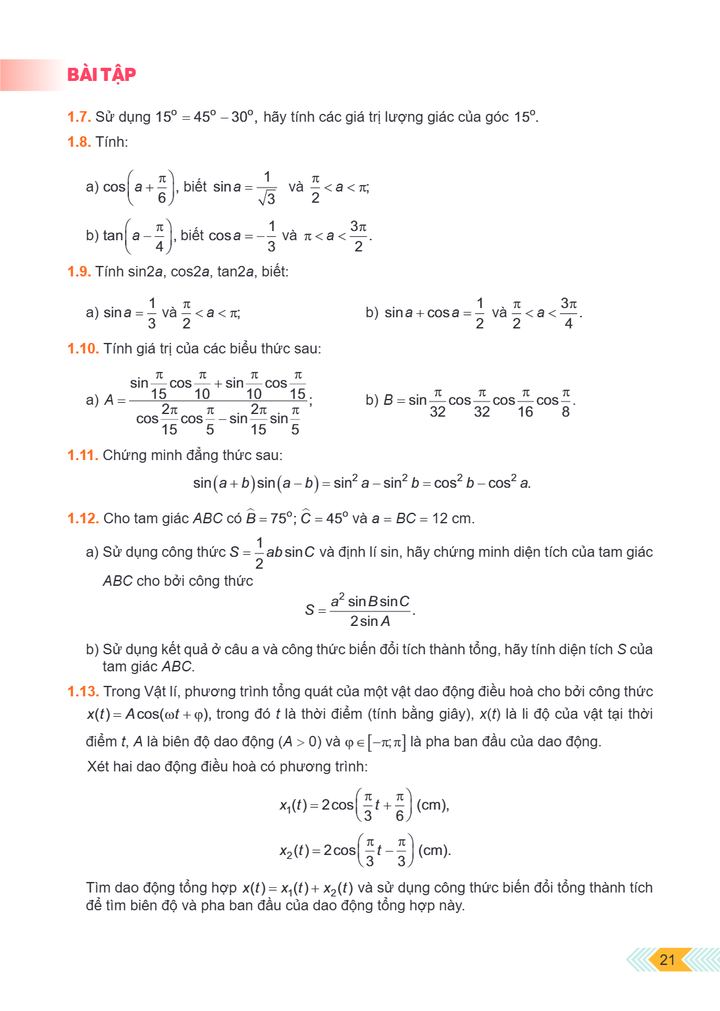 BÀI TẬP
1.7. Sử dụng 15° = 45° − 30°, hãy tính các giá trị lượng giác của góc 15°.
1.8. Tính:
a) cos(a + π/6), biết sin a = 1/√3 và π/2 < a < π;
b) tan(a − π/4), biết cos a = −1/3 và π < a < 3π/2.
1.9. Tính sin2a, cos2a, tan2a, biết:
a) sin a = 1/3 và π/2 < a < π; b) sin a + cos a = 1/2 và π/2 < a < 3π/4.
1.10. Tính giá trị của các biểu thức sau:
a) A = (sin π/15 cos π/10 + sin π/10 cos π/15)/(cos 2π/15 cos π/5 − sin 2π/15 sin π/5); b) B = sin π/32 cos π/32 cos π/16 cos π/8.
1.11. Chứng minh đẳng thức sau:
sin(a + b)sin(a − b) = sin² a − sin² b = cos² b − cos² a.
1.12. Cho tam giác ABC có B̂ = 75°; Ĉ = 45° và a = BC = 12 cm.
a) Sử dụng công thức S = 1/2 ab sin C và định lí sin, hãy chứng minh diện tích của tam giác
ABC cho bởi công thức
S = (a² sin B sin C)/(2 sin A).
b) Sử dụng kết quả ở câu a và công thức biến đổi tích thành tổng, hãy tính diện tích S của
tam giác ABC.
1.13. Trong Vật lí, phương trình tổng quát của một vật dao động điều hoà cho bởi công thức
x(t) = A cos(ωt + φ), trong đó t là thời điểm (tính bằng giây), x(t) là li độ của vật tại thời
điểm t, A là biên độ dao động (A > 0) và φ ∈ [−π; π] là pha ban đầu của dao động.
Xét hai dao động điều hoà có phương trình:
x₁(t) = 2cos(π/3 t + π/6) (cm),
x₂(t) = 2cos(π/3 t − π/3) (cm).
Tìm dao động tổng hợp x(t) = x₁(t) + x₂(t) và sử dụng công thức biến đổi tổng thành tích
để tìm biên độ và pha ban đầu của dao động tổng hợp này.
21